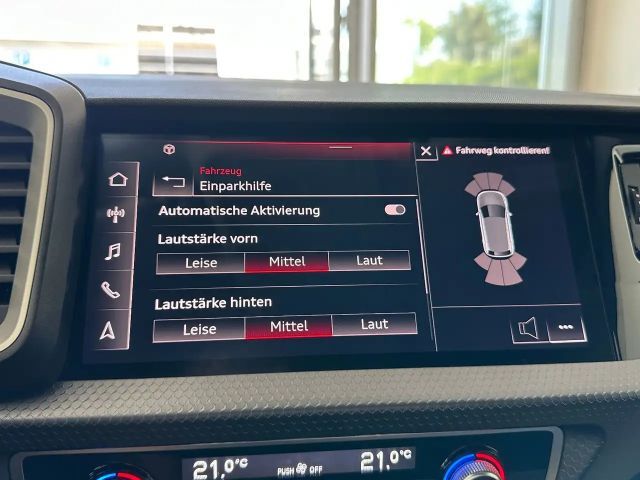 Fahrzeug
Einparkhilfe
Automatische Aktivierung
Lautstärke vorn
Leise Mittel Laut
Lautstärke hinten
Leise Mittel Laut
Fahrweg kontrollieren!
21,0°C PUSH OFF 21,0°C